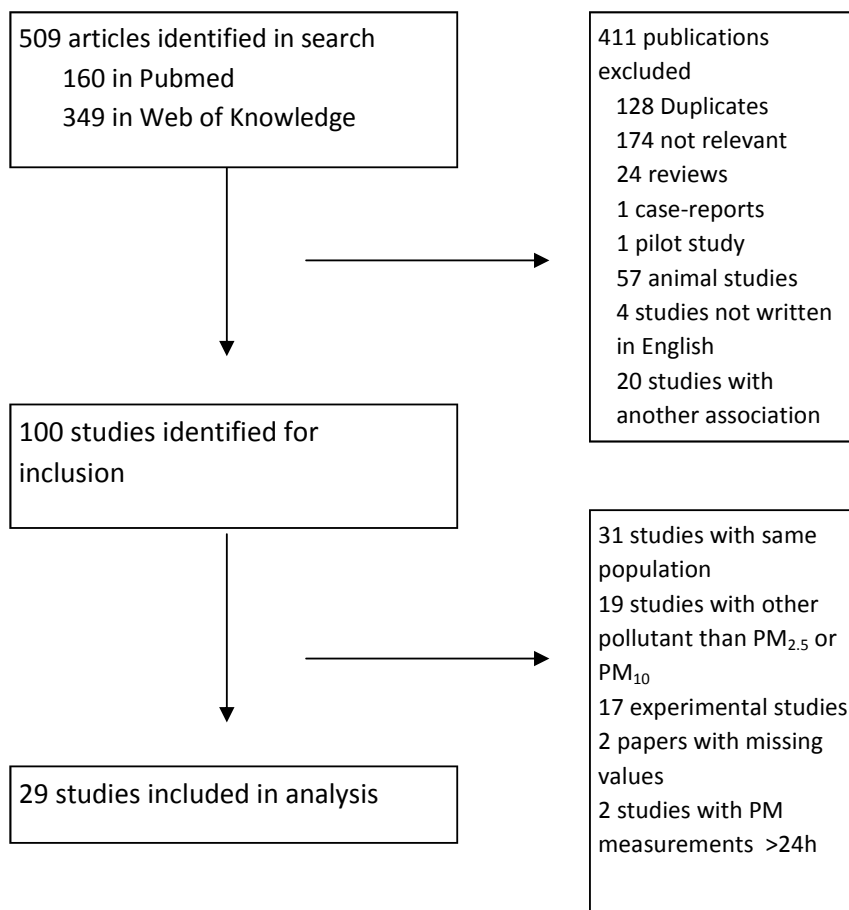 509 articles identified in search
160 in Pubmed
349 in Web of Knowledge
411 publications
excluded
128 Duplicates
174 not relevant
24 reviews
1 case-reports
1 pilot study
57 animal studies
4 studies not written
in English
20 studies with
another association
100 studies identified for
inclusion
31 studies with same
population
19 studies with other
pollutant than PM2.5 or
PM10
17 experimental studies
2 papers with missing
values
2 studies with PM
measurements >24h
29 studies included in analysis